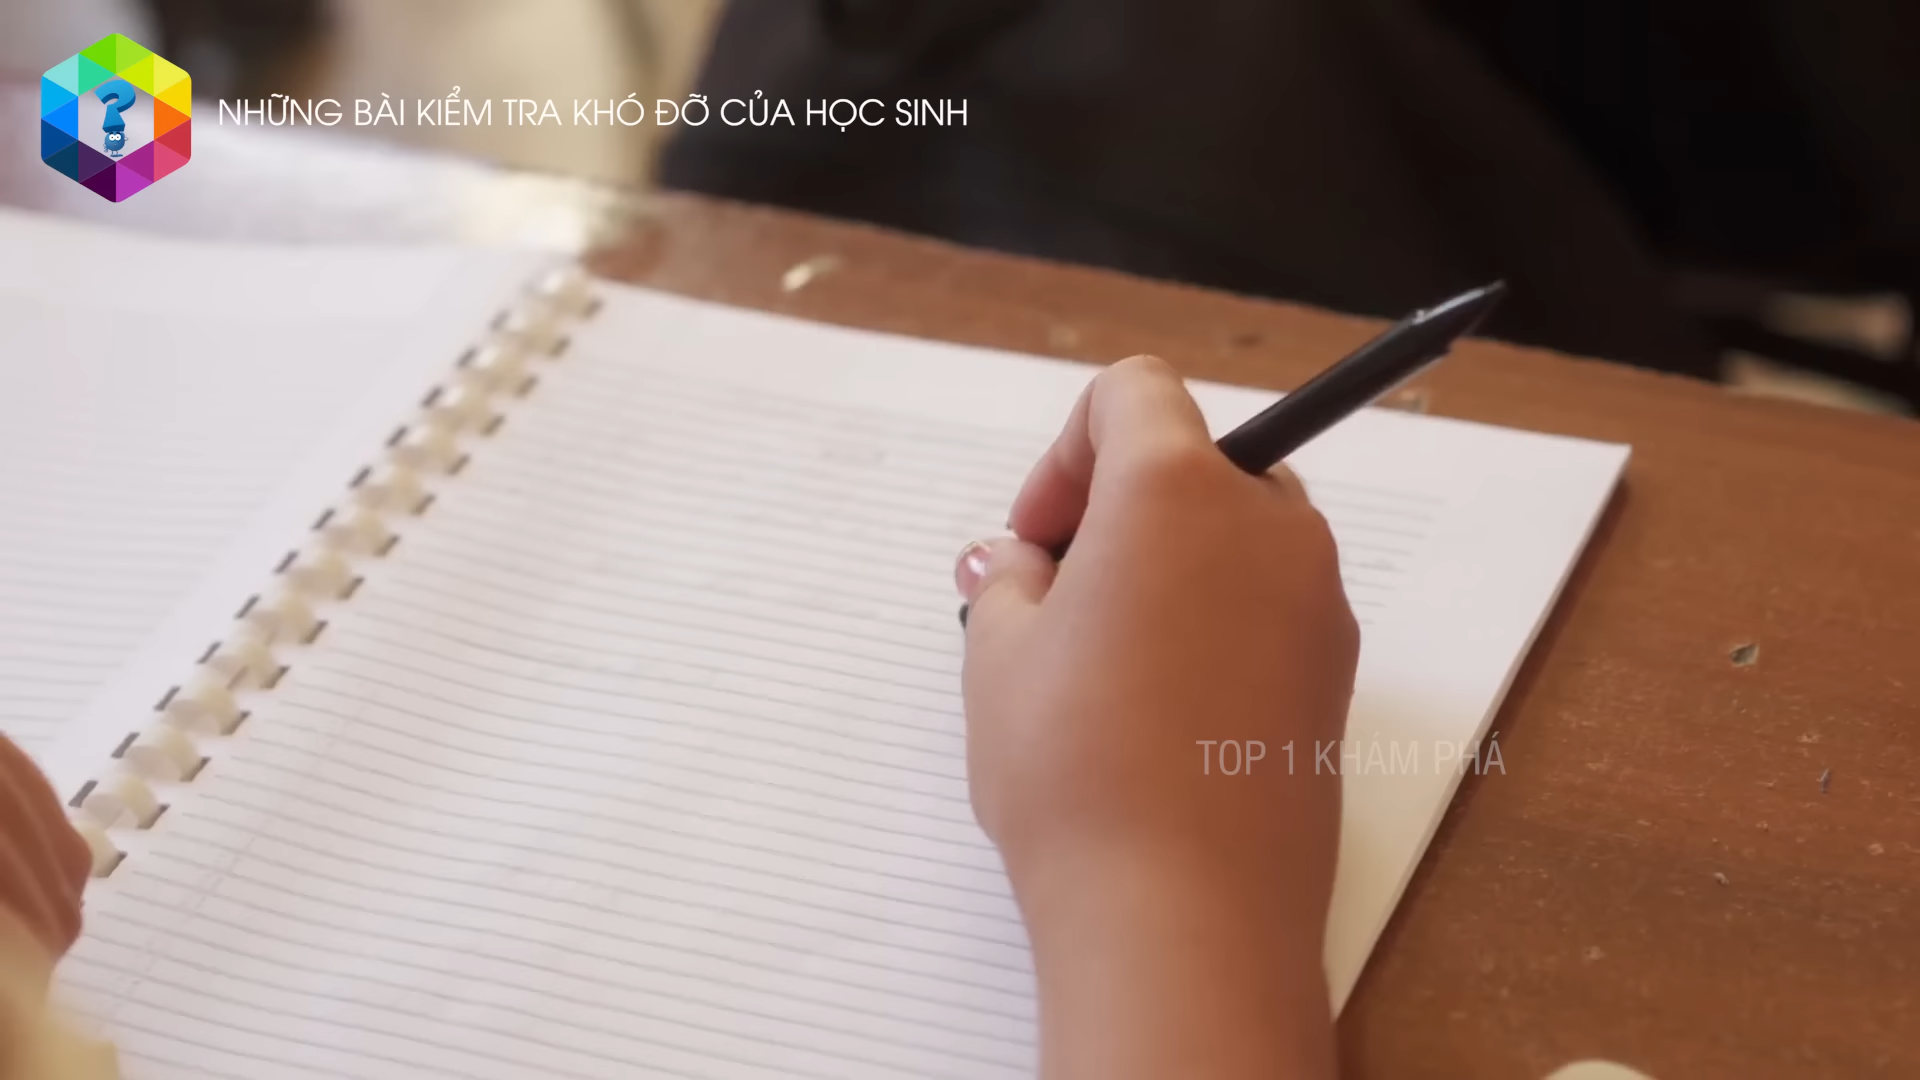 NHỮNG BÀI KIỂM TRA KHÓ ĐỠ CỦA HỌC SINH
TOP 1 KHÁM PHÁ